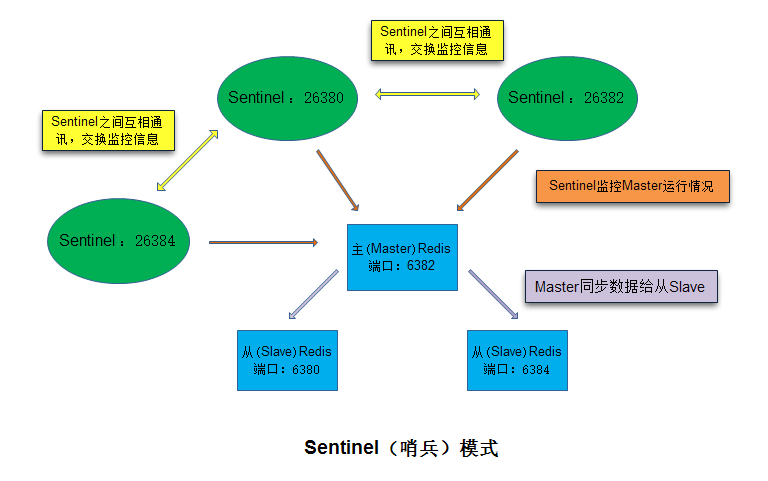 Sentinel之间互相通
讯，交换监控信息
Sentinel：26380
Sentinel：26382
Sentinel之间互相通
讯，交换监控信息
Sentinel监控Master运行情况
Sentinel：26384
主(Master)Redis
端口：6382
Master同步数据给从Slave
从(Slave)Redis
端口：6380
从(Slave)Redis
端口：6384
Sentinel（哨兵）模式